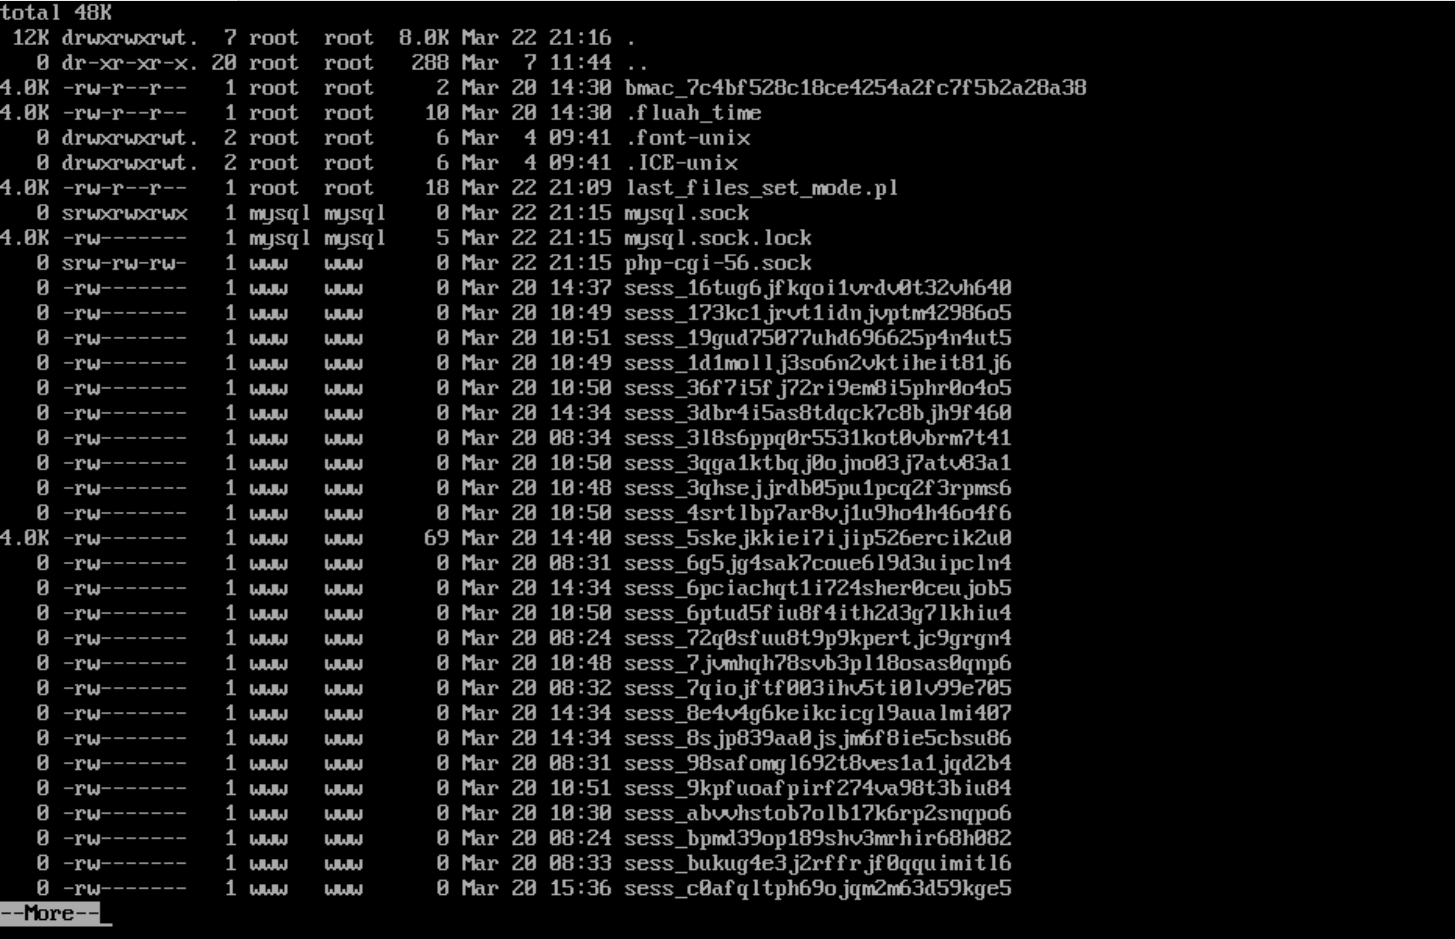 total 48K
 12K drwxrwxrwt.  7 root  root  8.0K Mar 22 21:16 .
   0 dr-xr-xr-x. 20 root  root   288 Mar  7 11:44 ..
4.0K -rw-r--r--   1 root  root     2 Mar 20 14:30 bmac_7c4bf528c18ce4254a2fc7f5b2a28a38
4.0K -rw-r--r--   1 root  root    10 Mar 20 14:30 .fluah_time
   0 drwxrwxrwt.  2 root  root     6 Mar  4 09:41 .font-unix
   0 drwxrwxrwt.  2 root  root     6 Mar  4 09:41 .ICE-unix
4.0K -rw-r--r--   1 root  root    18 Mar 22 21:09 last_files_set_mode.pl
   0 srwxrwxrwx   1 mysql mysql    0 Mar 22 21:15 mysql.sock
4.0K -rw-------   1 mysql mysql    5 Mar 22 21:15 mysql.sock.lock
   0 srw-rw-rw-   1 www   www      0 Mar 22 21:15 php-cgi-56.sock
   0 -rw-------   1 www   www      0 Mar 20 14:37 sess_16tug6jfkqoi1vrdv0t32vh640
   0 -rw-------   1 www   www      0 Mar 20 10:49 sess_173kc1jrvt1idnjvptm42986o5
   0 -rw-------   1 www   www      0 Mar 20 10:51 sess_19gud75077uhd696625p4n4ut5
   0 -rw-------   1 www   www      0 Mar 20 10:49 sess_1d1mollj3so6n2vktiheit81j6
   0 -rw-------   1 www   www      0 Mar 20 10:50 sess_36f7i5fj72ri9em8i5phr0o4o5
   0 -rw-------   1 www   www      0 Mar 20 14:34 sess_3dbr4i5as8tdqck7c8bjh9f460
   0 -rw-------   1 www   www      0 Mar 20 08:34 sess_3l8s6ppq0r5531kot0vbrm7t41
   0 -rw-------   1 www   www      0 Mar 20 10:50 sess_3qga1ktbqj0ojno03j7atv83a1
   0 -rw-------   1 www   www      0 Mar 20 10:48 sess_3qhsejjrdb05pu1pcq2f3rpms6
   0 -rw-------   1 www   www      0 Mar 20 10:50 sess_4srtlbp7ar8vj1u9ho4h46o4f6
4.0K -rw-------   1 www   www     69 Mar 20 14:40 sess_5skejkkiei7ijip526ercik2u0
   0 -rw-------   1 www   www      0 Mar 20 08:31 sess_6g5jg4sak7coue6l9d3uipcln4
   0 -rw-------   1 www   www      0 Mar 20 14:34 sess_6pciachqt1i724sher0ceujob5
   0 -rw-------   1 www   www      0 Mar 20 10:50 sess_6ptud5fiu8f4ith2d3g7lkhiu4
   0 -rw-------   1 www   www      0 Mar 20 08:24 sess_72q0sfuu8t9p9kpertjc9grgn4
   0 -rw-------   1 www   www      0 Mar 20 10:48 sess_7jvmhqh78svb3pl18osas0qnp6
   0 -rw-------   1 www   www      0 Mar 20 08:32 sess_7qiojftf003ihv5ti0lv99e705
   0 -rw-------   1 www   www      0 Mar 20 14:34 sess_8e4v4g6keikcicgl9aualmi407
   0 -rw-------   1 www   www      0 Mar 20 14:34 sess_8sjp839aa0jsjm6f8ie5cbsu86
   0 -rw-------   1 www   www      0 Mar 20 08:31 sess_98safomgl692t8ves1a1jqd2b4
   0 -rw-------   1 www   www      0 Mar 20 10:51 sess_9kpfuoafpirf274va98t3biu84
   0 -rw-------   1 www   www      0 Mar 20 10:30 sess_abvvhstob7olb17k6rp2snqpo6
   0 -rw-------   1 www   www      0 Mar 20 08:24 sess_bpmd39op189shv3mrhir68h082
   0 -rw-------   1 www   www      0 Mar 20 08:33 sess_bukug4e3j2rffrjf0qquimitl6
   0 -rw-------   1 www   www      0 Mar 20 15:36 sess_c0afqltph69ojqm2m63d59kge5
--More--_